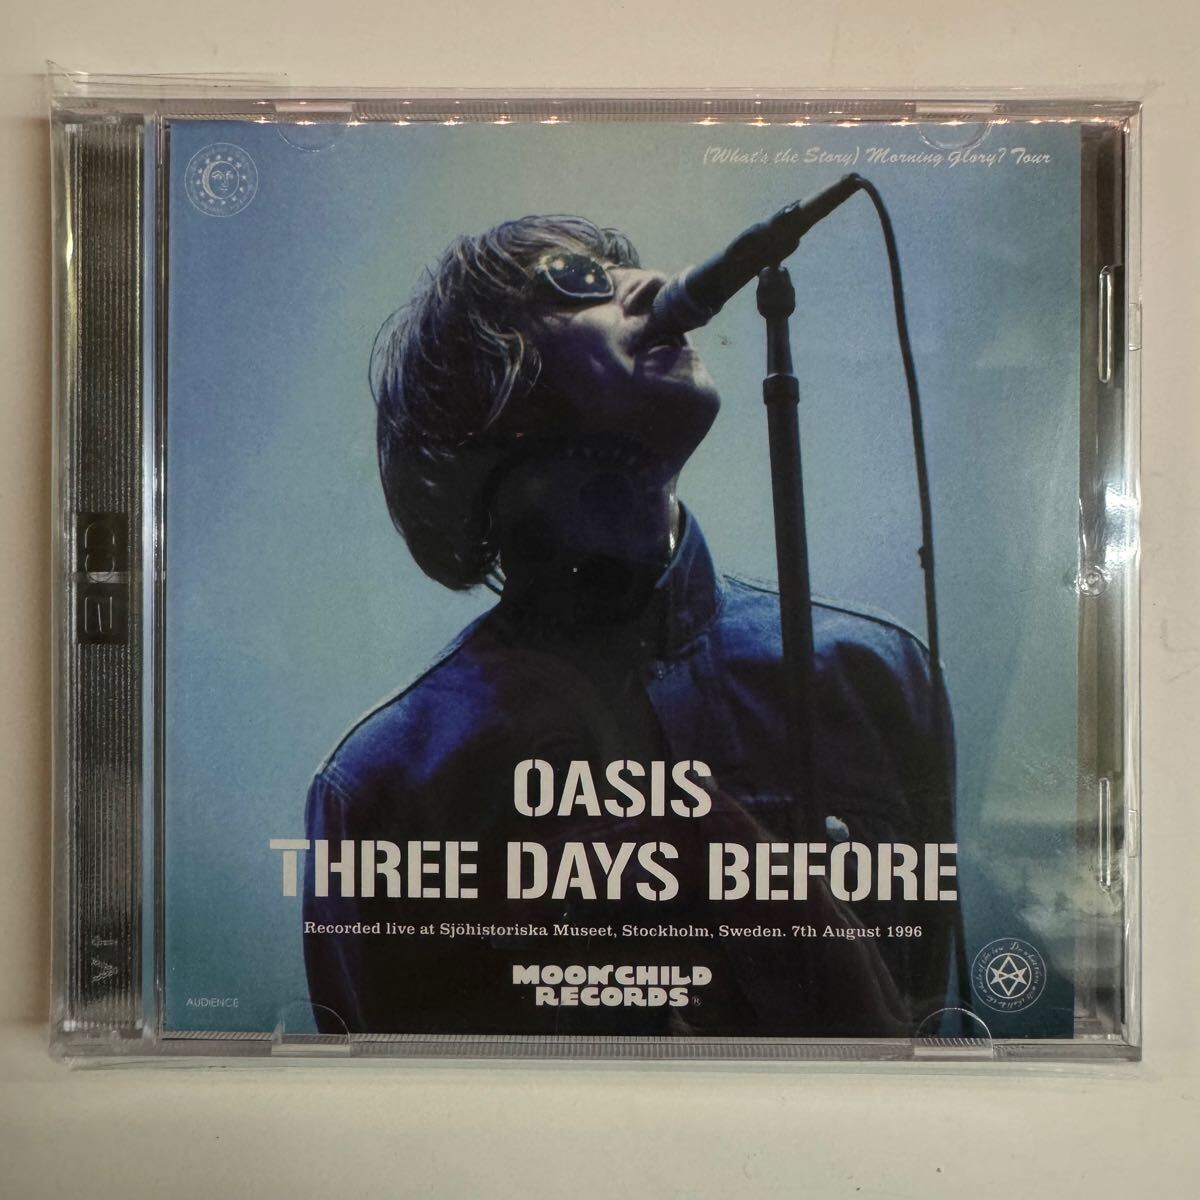 (What's the Story) Morning Glory? Tour
OASIS
THREE DAYS BEFORE
Recorded live at Sjöhistoriska Museet, Stockholm, Sweden. 7th August 1996
MOONCHILD
RECORDS®
AUDIENCE